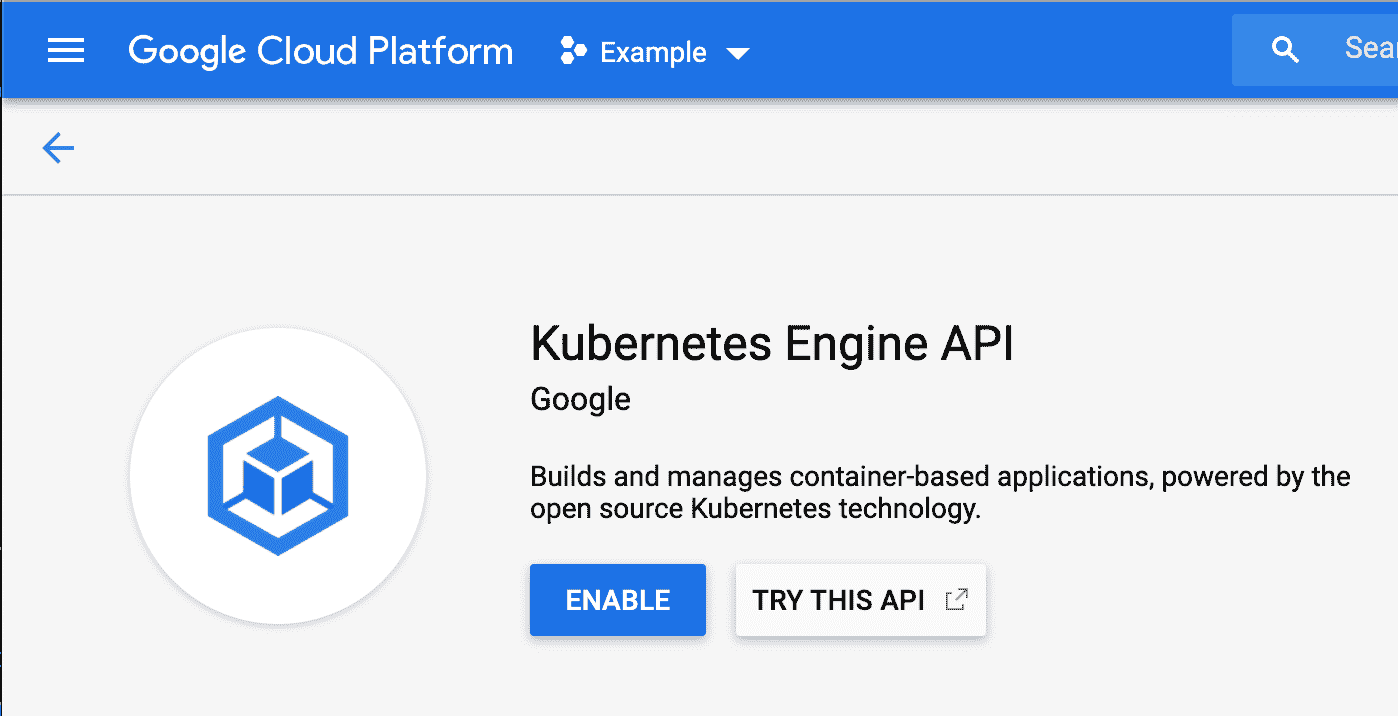 Google Cloud Platform
Example
Kubernetes Engine API
Google
Builds and manages container-based applications, powered by the
open source Kubernetes technology.
ENABLE
TRY THIS API